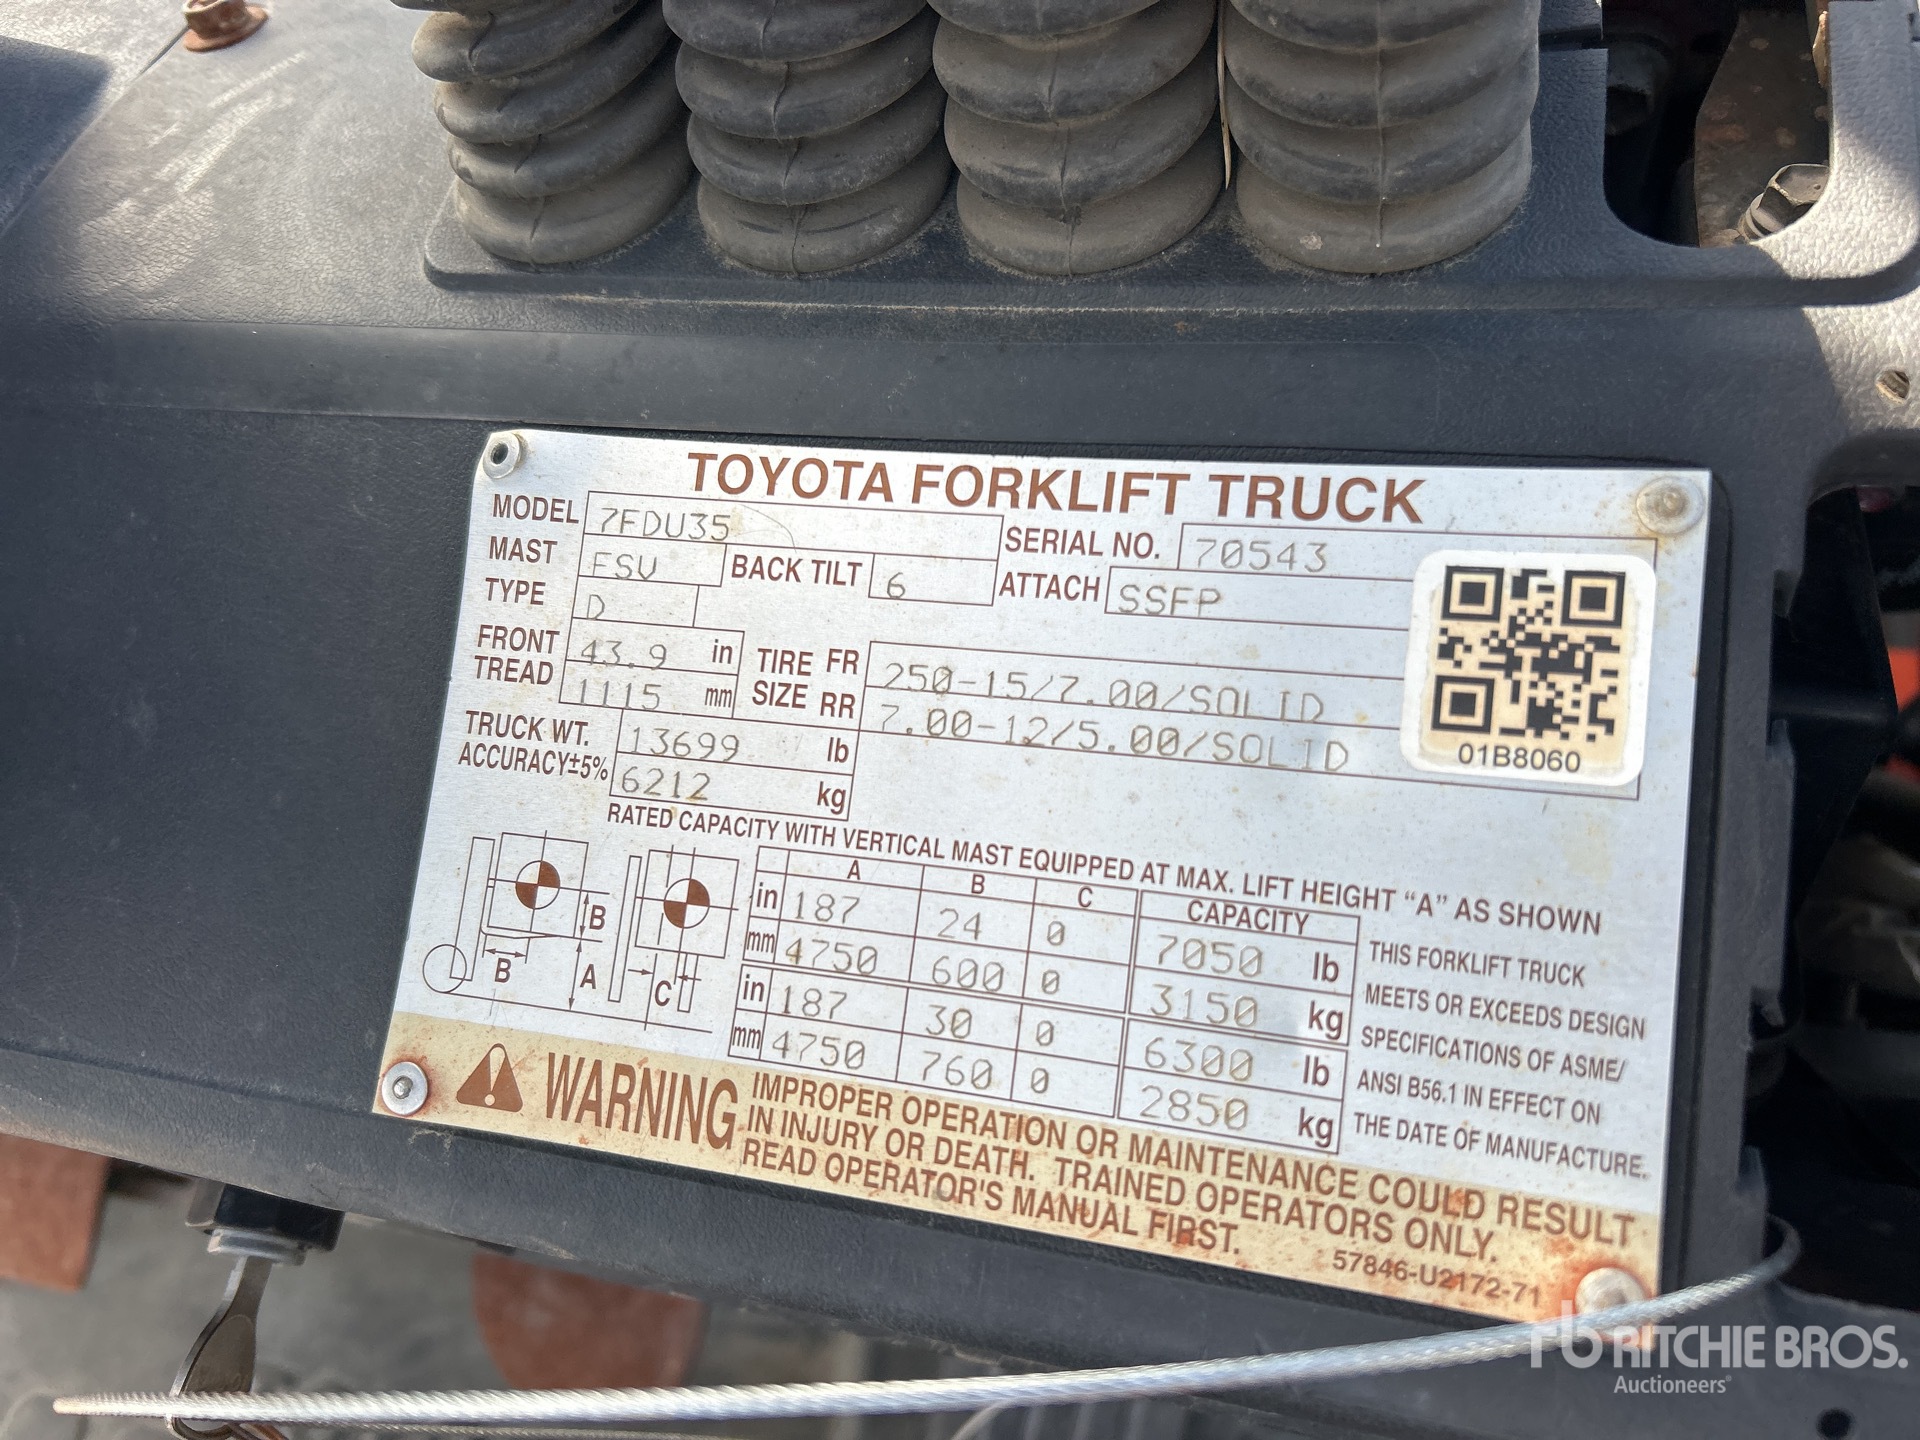 TOYOTA FORKLIFT TRUCK
MODEL 7FDU35 SERIAL NO. 70543
MAST FSV BACK TILT 6 ATTACH SSFP
TYPE D
FRONT TREAD 43.9 in TIRE SIZE FR 250-15/7.00/SOLID
1115 mm RR 7.00-12/5.00/SOLID
TRUCK WT. 13699 lb
ACCURACY±5% 6212 kg
01B8060
RATED CAPACITY WITH VERTICAL MAST EQUIPPED AT MAX. LIFT HEIGHT “A” AS SHOWN
A B C CAPACITY
in 187 24 0 7050 lb
mm 4750 600 0 3150 kg
in 187 30 0 6300 lb
mm 4750 760 0 2850 kg
B
B A C
THIS FORKLIFT TRUCK
MEETS OR EXCEEDS DESIGN
SPECIFICATIONS OF ASME/
ANSI B56.1 IN EFFECT ON
THE DATE OF MANUFACTURE.
WARNING
IMPROPER OPERATION OR MAINTENANCE COULD RESULT
IN INJURY OR DEATH. TRAINED OPERATORS ONLY.
READ OPERATOR'S MANUAL FIRST.
57846-U2172-71
rb RITCHIE BROS.
Auctioneers